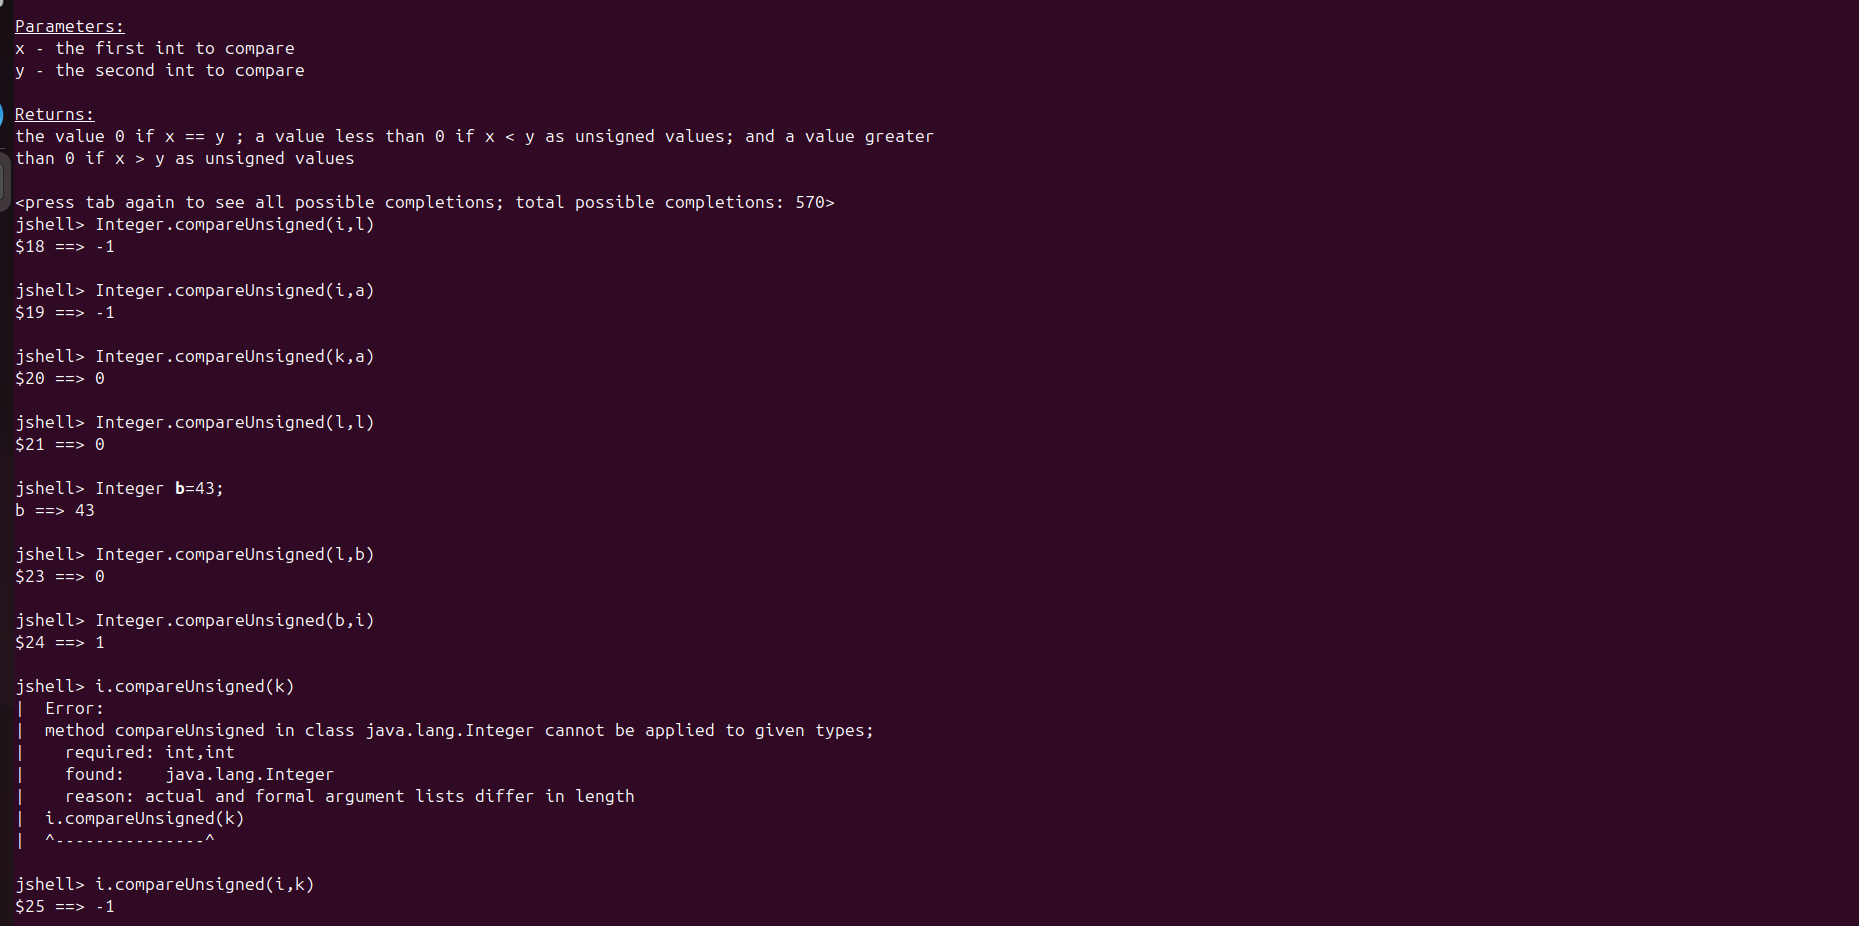 Parameters:
x - the first int to compare
y - the second int to compare
Returns:
the value 0 if x == y ; a value less than 0 if x < y as unsigned values; and a value greater
than 0 if x > y as unsigned values
<press tab again to see all possible completions; total possible completions: 570>
jshell> Integer.compareUnsigned(i,l)
$18 ==> -1
jshell> Integer.compareUnsigned(i,a)
$19 ==> -1
jshell> Integer.compareUnsigned(k,a)
$20 ==> 0
jshell> Integer.compareUnsigned(l,l)
$21 ==> 0
jshell> Integer b=43;
b ==> 43
jshell> Integer.compareUnsigned(l,b)
$23 ==> 0
jshell> Integer.compareUnsigned(b,i)
$24 ==> 1
jshell> i.compareUnsigned(k)
|  Error:
|  method compareUnsigned in class java.lang.Integer cannot be applied to given types;
|    required: int,int
|    found:    java.lang.Integer
|    reason: actual and formal argument lists differ in length
|  i.compareUnsigned(k)
|  ^---------------^
jshell> i.compareUnsigned(i,k)
$25 ==> -1